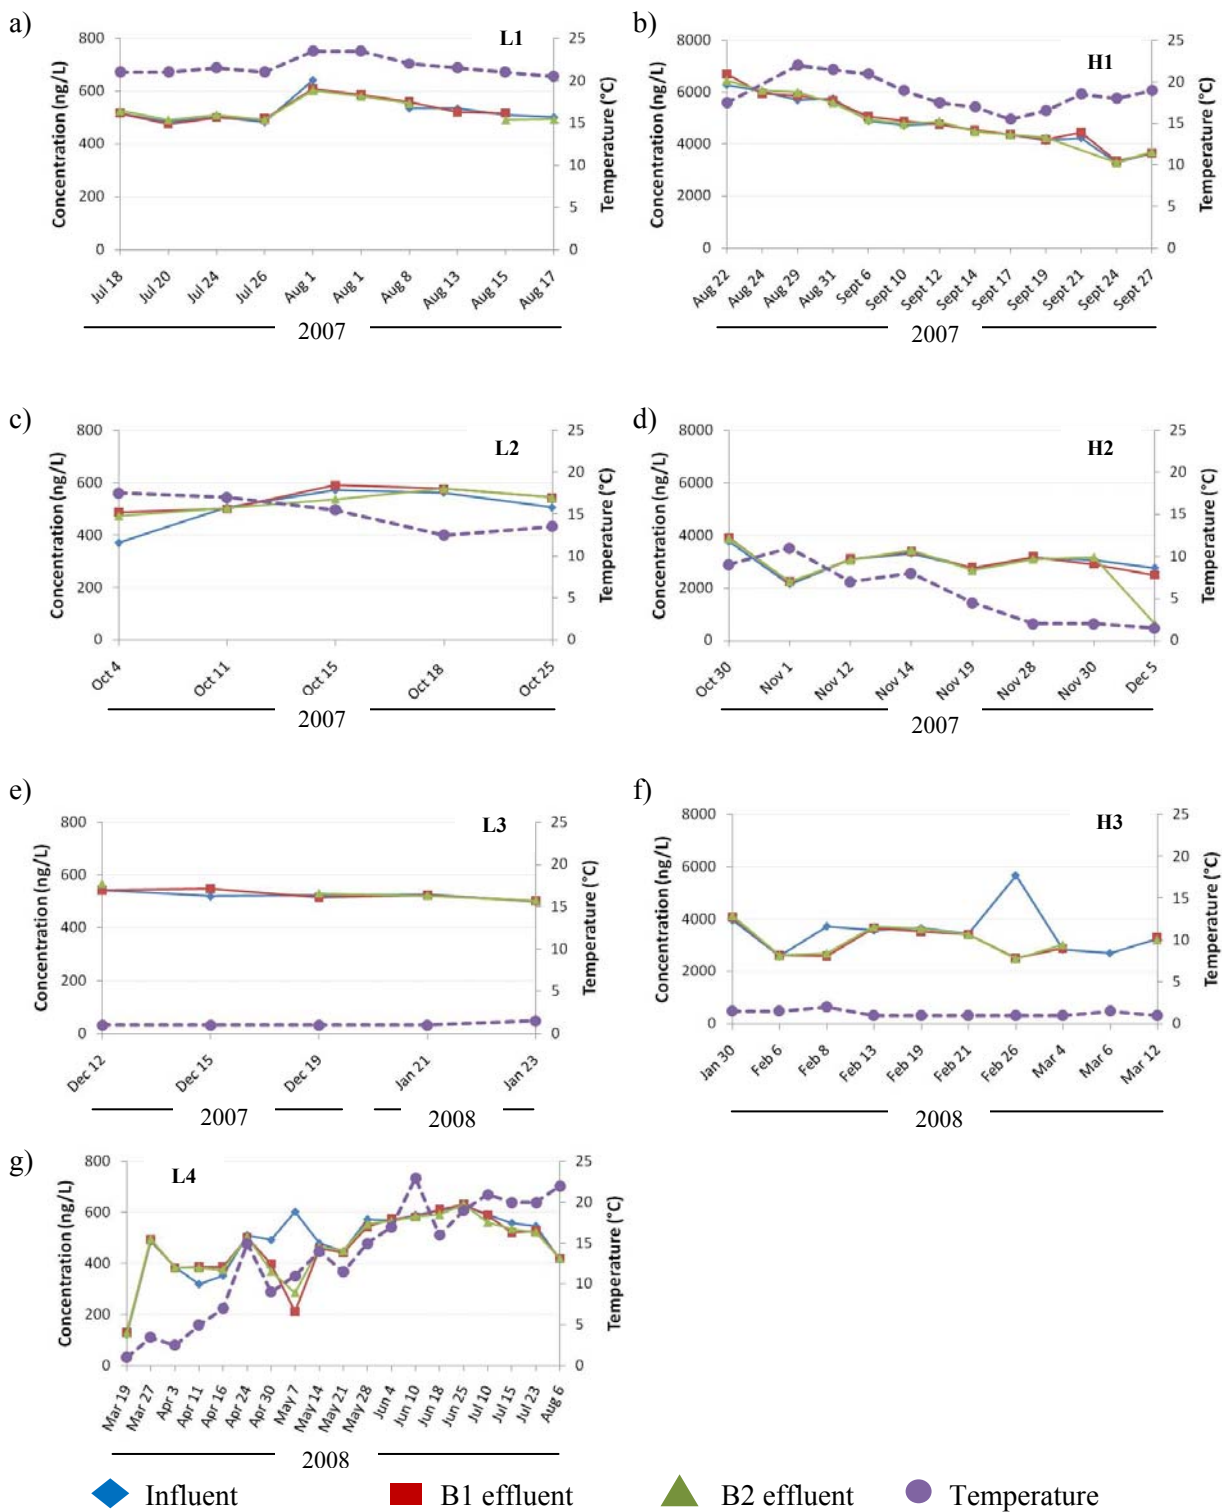 a)
L1
Concentration (ng/L)
800
600
400
200
0
25
20
15
10
5
0
Temperature (°C)
Jul 18 Jul 20 Jul 24 Jul 26 Aug 1 Aug 1 Aug 8 Aug 13 Aug 15 Aug 17
2007
b)
H1
Concentration (ng/L)
8000
6000
4000
2000
0
25
20
15
10
5
0
Temperature (°C)
Aug 22 Aug 24 Aug 29 Aug 31 Sept 6 Sept 10 Sept 12 Sept 14 Sept 17 Sept 19 Sept 21 Sept 24 Sept 27
2007
c)
L2
Concentration (ng/L)
800
600
400
200
0
25
20
15
10
5
0
Temperature (°C)
Oct 4 Oct 11 Oct 15 Oct 18 Oct 25
2007
d)
H2
Concentration (ng/L)
8000
6000
4000
2000
0
25
20
15
10
5
0
Temperature (°C)
Oct 30 Nov 1 Nov 12 Nov 14 Nov 19 Nov 28 Nov 30 Dec 5
2007
e)
L3
Concentration (ng/L)
800
600
400
200
0
25
20
15
10
5
0
Temperature (°C)
Dec 12 Dec 15 Dec 19 Jan 21 Jan 23
2007 2008
f)
H3
Concentration (ng/L)
8000
6000
4000
2000
0
25
20
15
10
5
0
Temperature (°C)
Jan 30 Feb 6 Feb 8 Feb 13 Feb 19 Feb 21 Feb 26 Mar 4 Mar 6 Mar 12
2008
g)
L4
Concentration (ng/L)
800
600
400
200
0
25
20
15
10
5
0
Temperature (°C)
Mar 19 Mar 27 Apr 3 Apr 11 Apr 16 Apr 24 Apr 30 May 7 May 14 May 21 May 28 Jun 4 Jun 10 Jun 18 Jun 25 Jul 10 Jul 15 Jul 23 Aug 6
2008
Influent B1 effluent B2 effluent Temperature